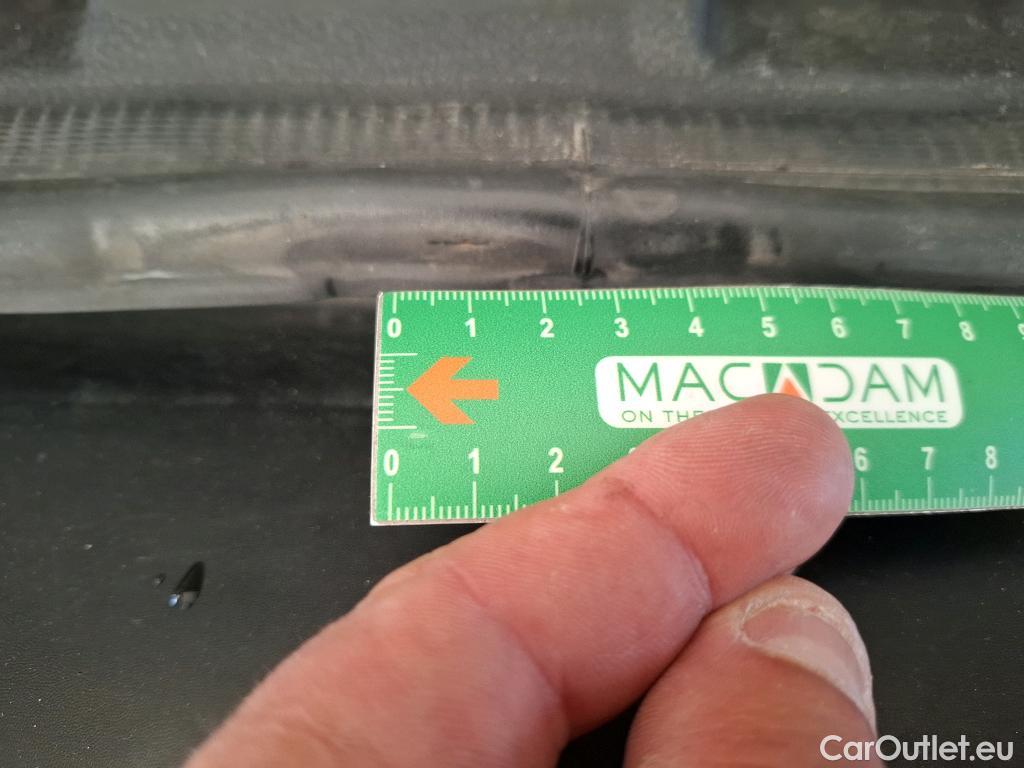 0 1 2 3 4 5 6 7 8 9
MACADAM
ON THE EXCELLENCE
0 1 2 6 7 8
CarOutlet.eu